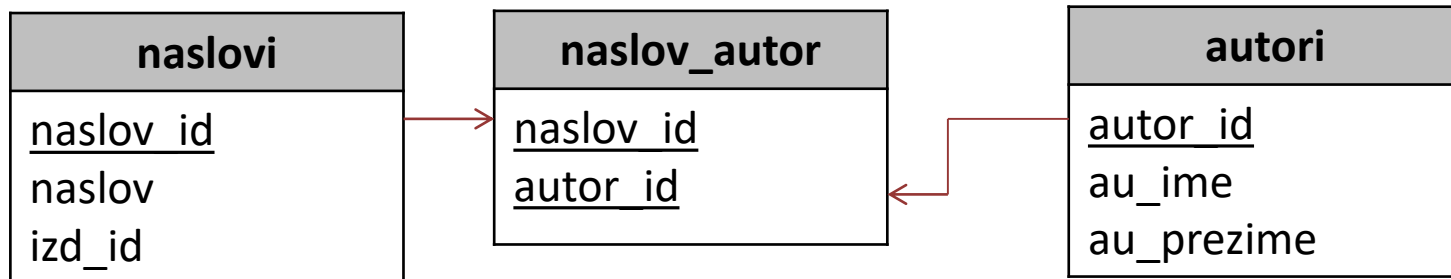 naslovi
naslov_id
naslov
izd_id
naslov_autor
naslov_id
autor_id
autori
autor_id
au_ime
au_prezime